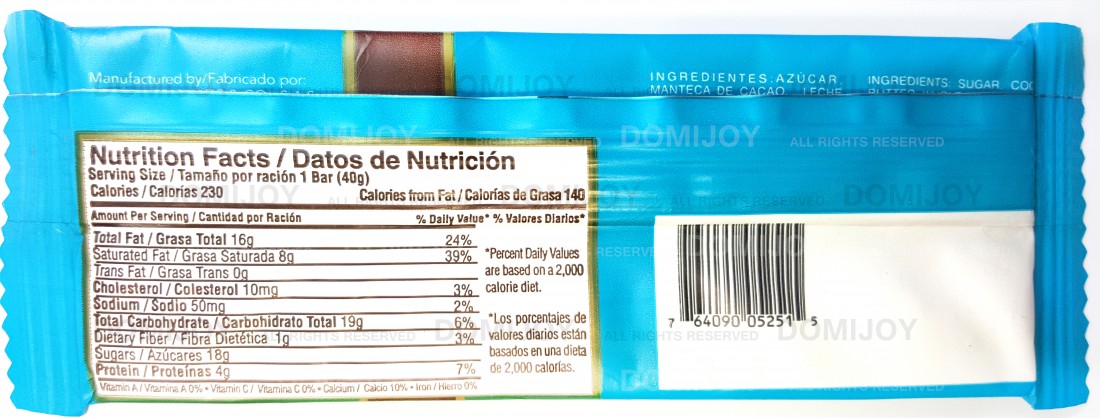 Manufactured by/Fabricado por:
INGREDIENTES: AZÚCAR,
MANTECA DE CACAO, LECHE
INGREDIENTS: SUGAR
DOMIJOY
ALL RIGHTS RESERVED
Nutrition Facts / Datos de Nutrición
Serving Size / Tamaño por ración 1 Bar (40g)
Calories / Calorías 230 Calories from Fat / Calorías de Grasa 140
Amount Per Serving / Cantidad por Ración % Daily Value* % Valores Diarios*
Total Fat / Grasa Total 16g 24%
Saturated Fat / Grasa Saturada 8g 39%
Trans Fat / Grasa Trans 0g
Cholesterol / Colesterol 10mg 3%
Sodium / Sodio 50mg 2%
Total Carbohydrate / Carbohidrato Total 19g 6%
Dietary Fiber / Fibra Dietética 1g 3%
Sugars / Azúcares 18g
Protein / Proteínas 4g 7%
Vitamin A / Vitamina A 0% • Vitamin C / Vitamina C 0% • Calcium / Calcio 10% • Iron / Hierro 0%
*Percent Daily Values
are based on a 2,000
calorie diet.
*Los porcentajes de
valores diarios están
basados en una dieta
de 2,000 calorías.
7 64090 05251 5